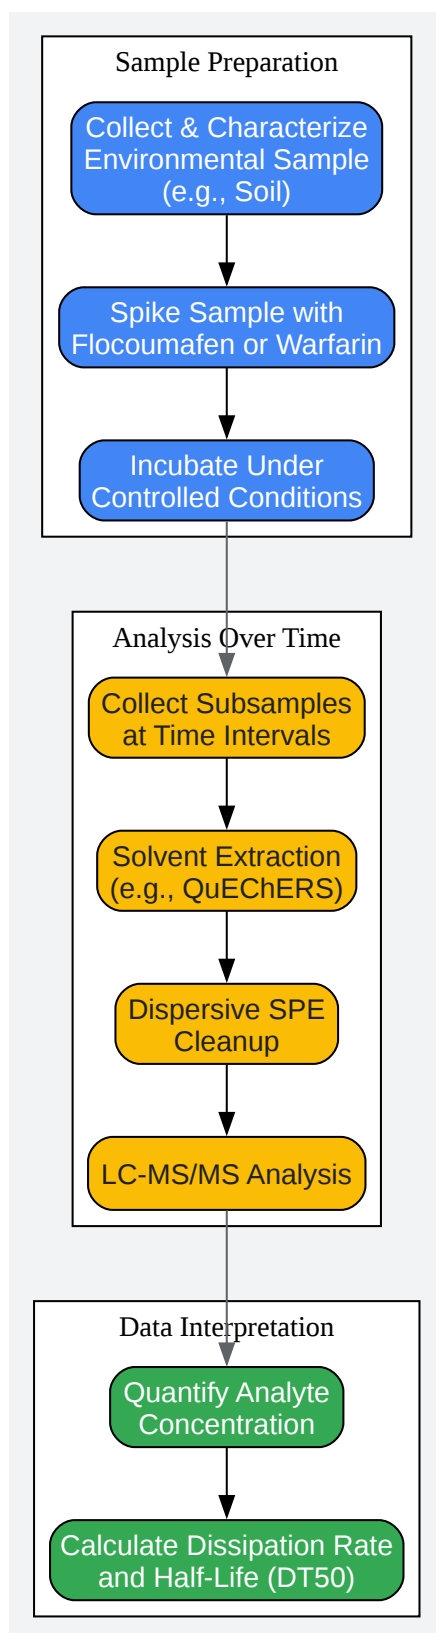 Sample Preparation
Collect & Characterize
Environmental Sample
(e.g., Soil)
Spike Sample with
Flocoumafen or Warfarin
Incubate Under
Controlled Conditions
Analysis Over Time
Collect Subsamples
at Time Intervals
Solvent Extraction
(e.g., QuEChERS)
Dispersive SPE
Cleanup
LC-MS/MS Analysis
Data Interpretation
Quantify Analyte
Concentration
Calculate Dissipation Rate
and Half-Life (DT50)